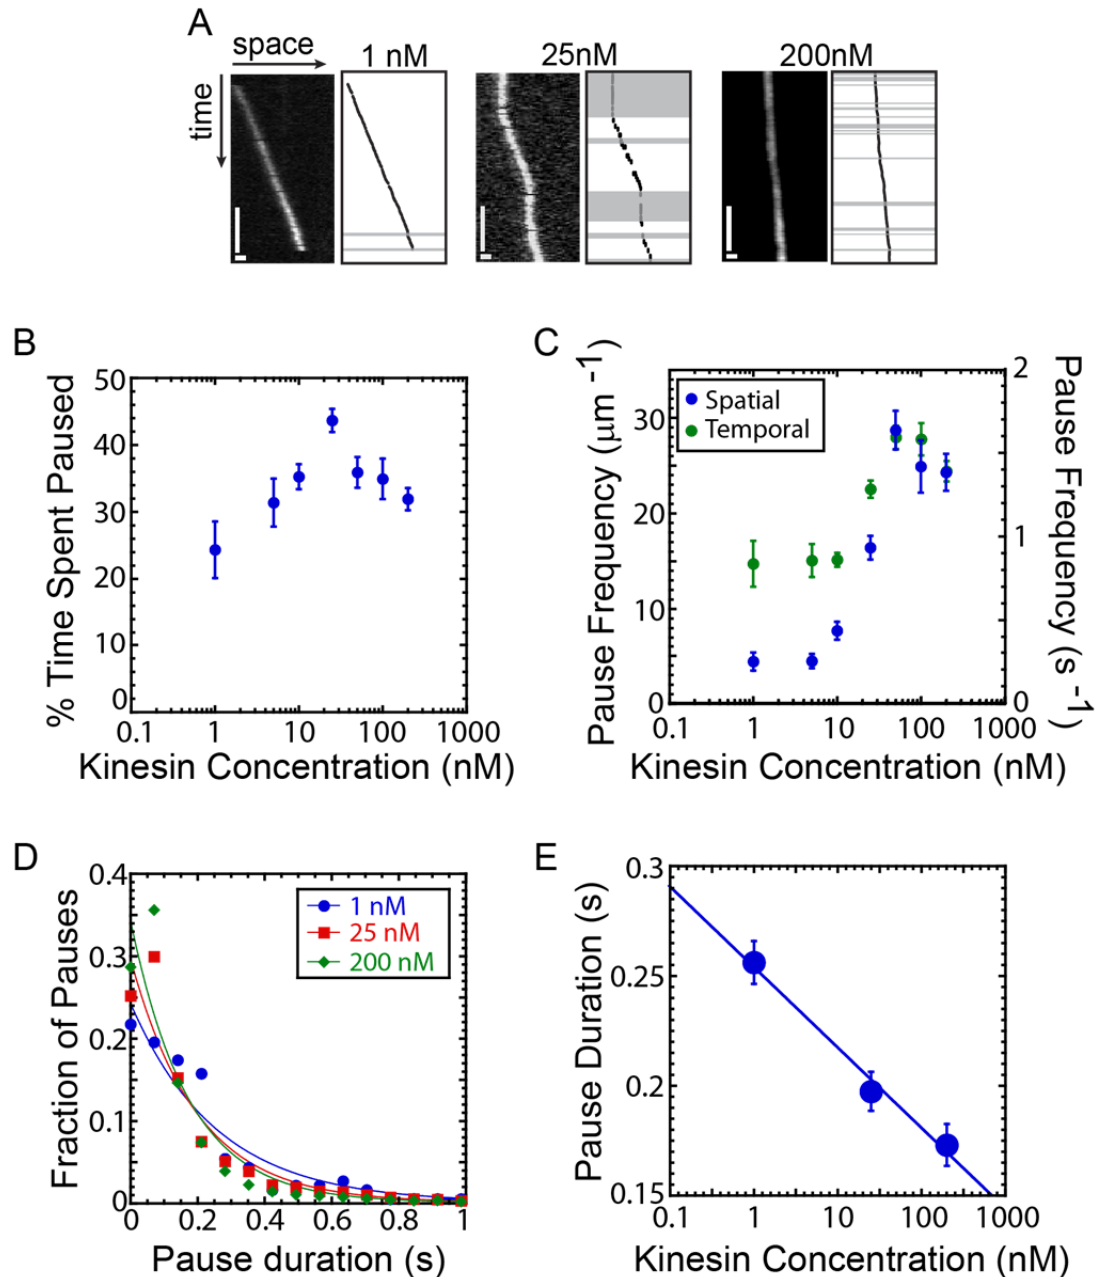 A
space
time
1 nM
25nM
200nM
B
% Time Spent Paused
50
40
30
20
10
0
0.1 1 10 100 1000
Kinesin Concentration (nM)
C
Pause Frequency (μm -1)
30
20
10
0
Spatial
Temporal
2
1
0
Pause Frequency (s -1)
0.1 1 10 100 1000
Kinesin Concentration (nM)
D
Fraction of Pauses
0.4
0.3
0.2
0.1
0
1 nM
25 nM
200 nM
0 0.2 0.4 0.6 0.8 1
Pause duration (s)
E
Pause Duration (s)
0.3
0.25
0.2
0.15
0.1 1 10 100 1000
Kinesin Concentration (nM)